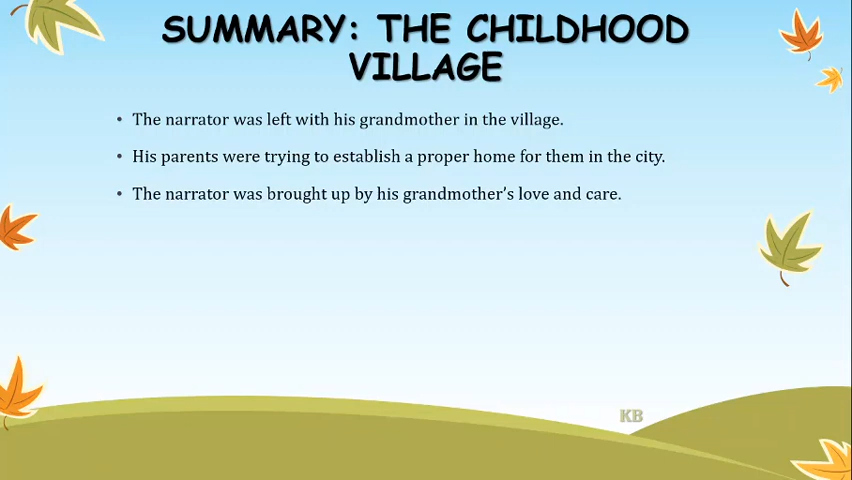 SUMMARY: THE CHILDHOOD
VILLAGE
• The narrator was left with his grandmother in the village.
• His parents were trying to establish a proper home for them in the city.
• The narrator was brought up by his grandmother’s love and care.
KB